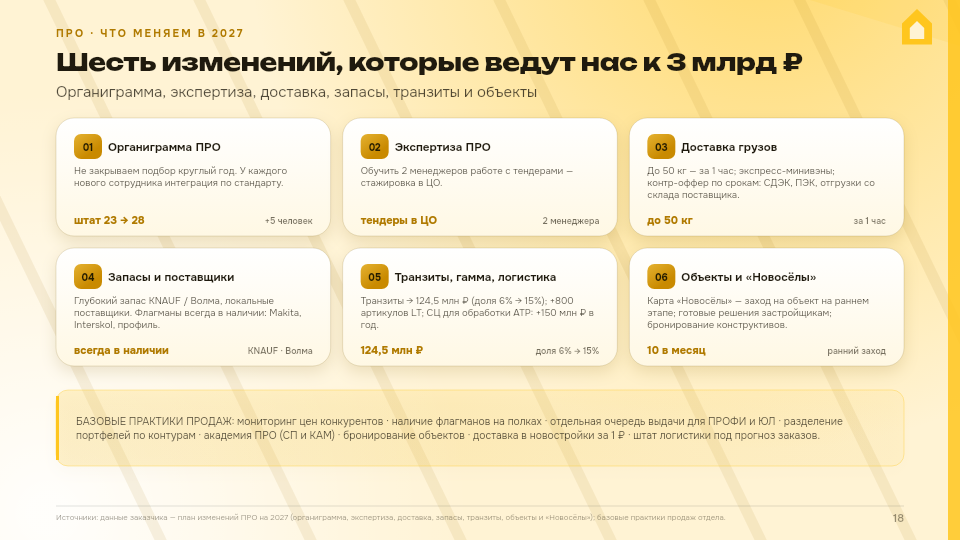 ПРО · ЧТО МЕНЯЕМ В 2027
Шесть изменений, которые ведут нас к 3 млрд ₽
Органиграмма, экспертиза, доставка, запасы, транзиты и объекты
01 Органиграмма ПРО
Не закрываем подбор круглый год. У каждого
нового сотрудника интеграция по стандарту.
штат 23 → 28 +5 человек
02 Экспертиза ПРО
Обучить 2 менеджеров работе с тендерами —
стажировка в ЦО.
тендеры в ЦО 2 менеджера
03 Доставка грузов
До 50 кг — за 1 час; экспресс-минивэны;
контр-оффер по срокам: СДЭК, ПЭК, отгрузки со
склада поставщика.
до 50 кг за 1 час
04 Запасы и поставщики
Глубокий запас KNAUF / Волма, локальные
поставщики. Флагманы всегда в наличии: Makita,
Interskol, профиль.
всегда в наличии KNAUF · Волма
05 Транзиты, гамма, логистика
Транзиты → 124,5 млн ₽ (доля 6% → 15%); +800
артикулов LT; СЦ для обработки АТР: +150 млн ₽ в
год.
124,5 млн ₽ доля 6% → 15%
06 Объекты и «Новосёлы»
Карта «Новосёлы» — заход на объект на раннем
этапе; готовые решения застройщикам;
бронирование конструктивов.
10 в месяц ранний заход
БАЗОВЫЕ ПРАКТИКИ ПРОДАЖ: мониторинг цен конкурентов · наличие флагманов на полках · отдельная очередь выдачи для ПРОФИ и ЮЛ · разделение
портфелей по контурам · академия ПРО (СП и КАМ) · бронирование объектов · доставка в новостройки за 1 ₽ · штат логистики под прогноз заказов.
Источники: данные заказчика — план изменений ПРО на 2027 (органиграмма, экспертиза, доставка, запасы, транзиты, объекты и «Новосёлы»); базовые практики продаж отдела.
18